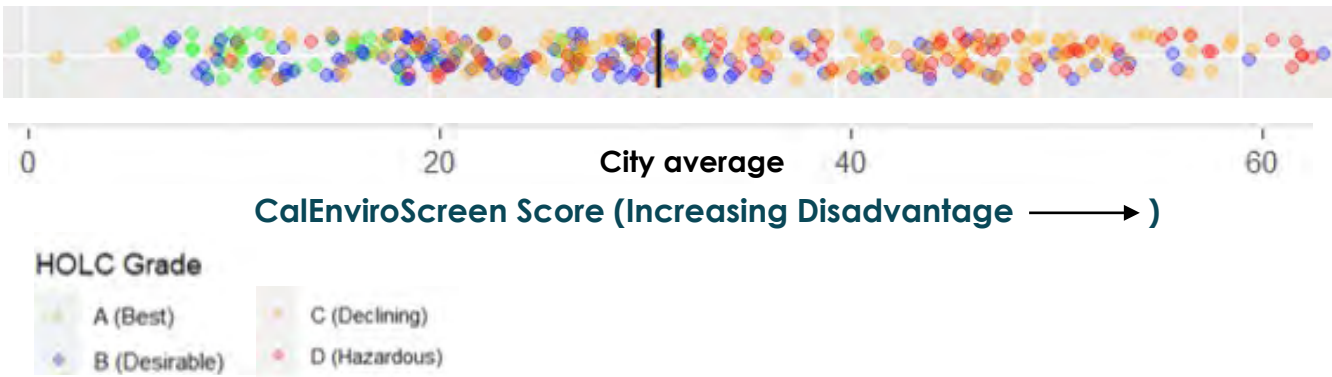 0 20 City average 40 60
CalEnviroScreen Score (Increasing Disadvantage ⟶ )
HOLC Grade
A (Best) C (Declining)
B (Desirable) D (Hazardous)